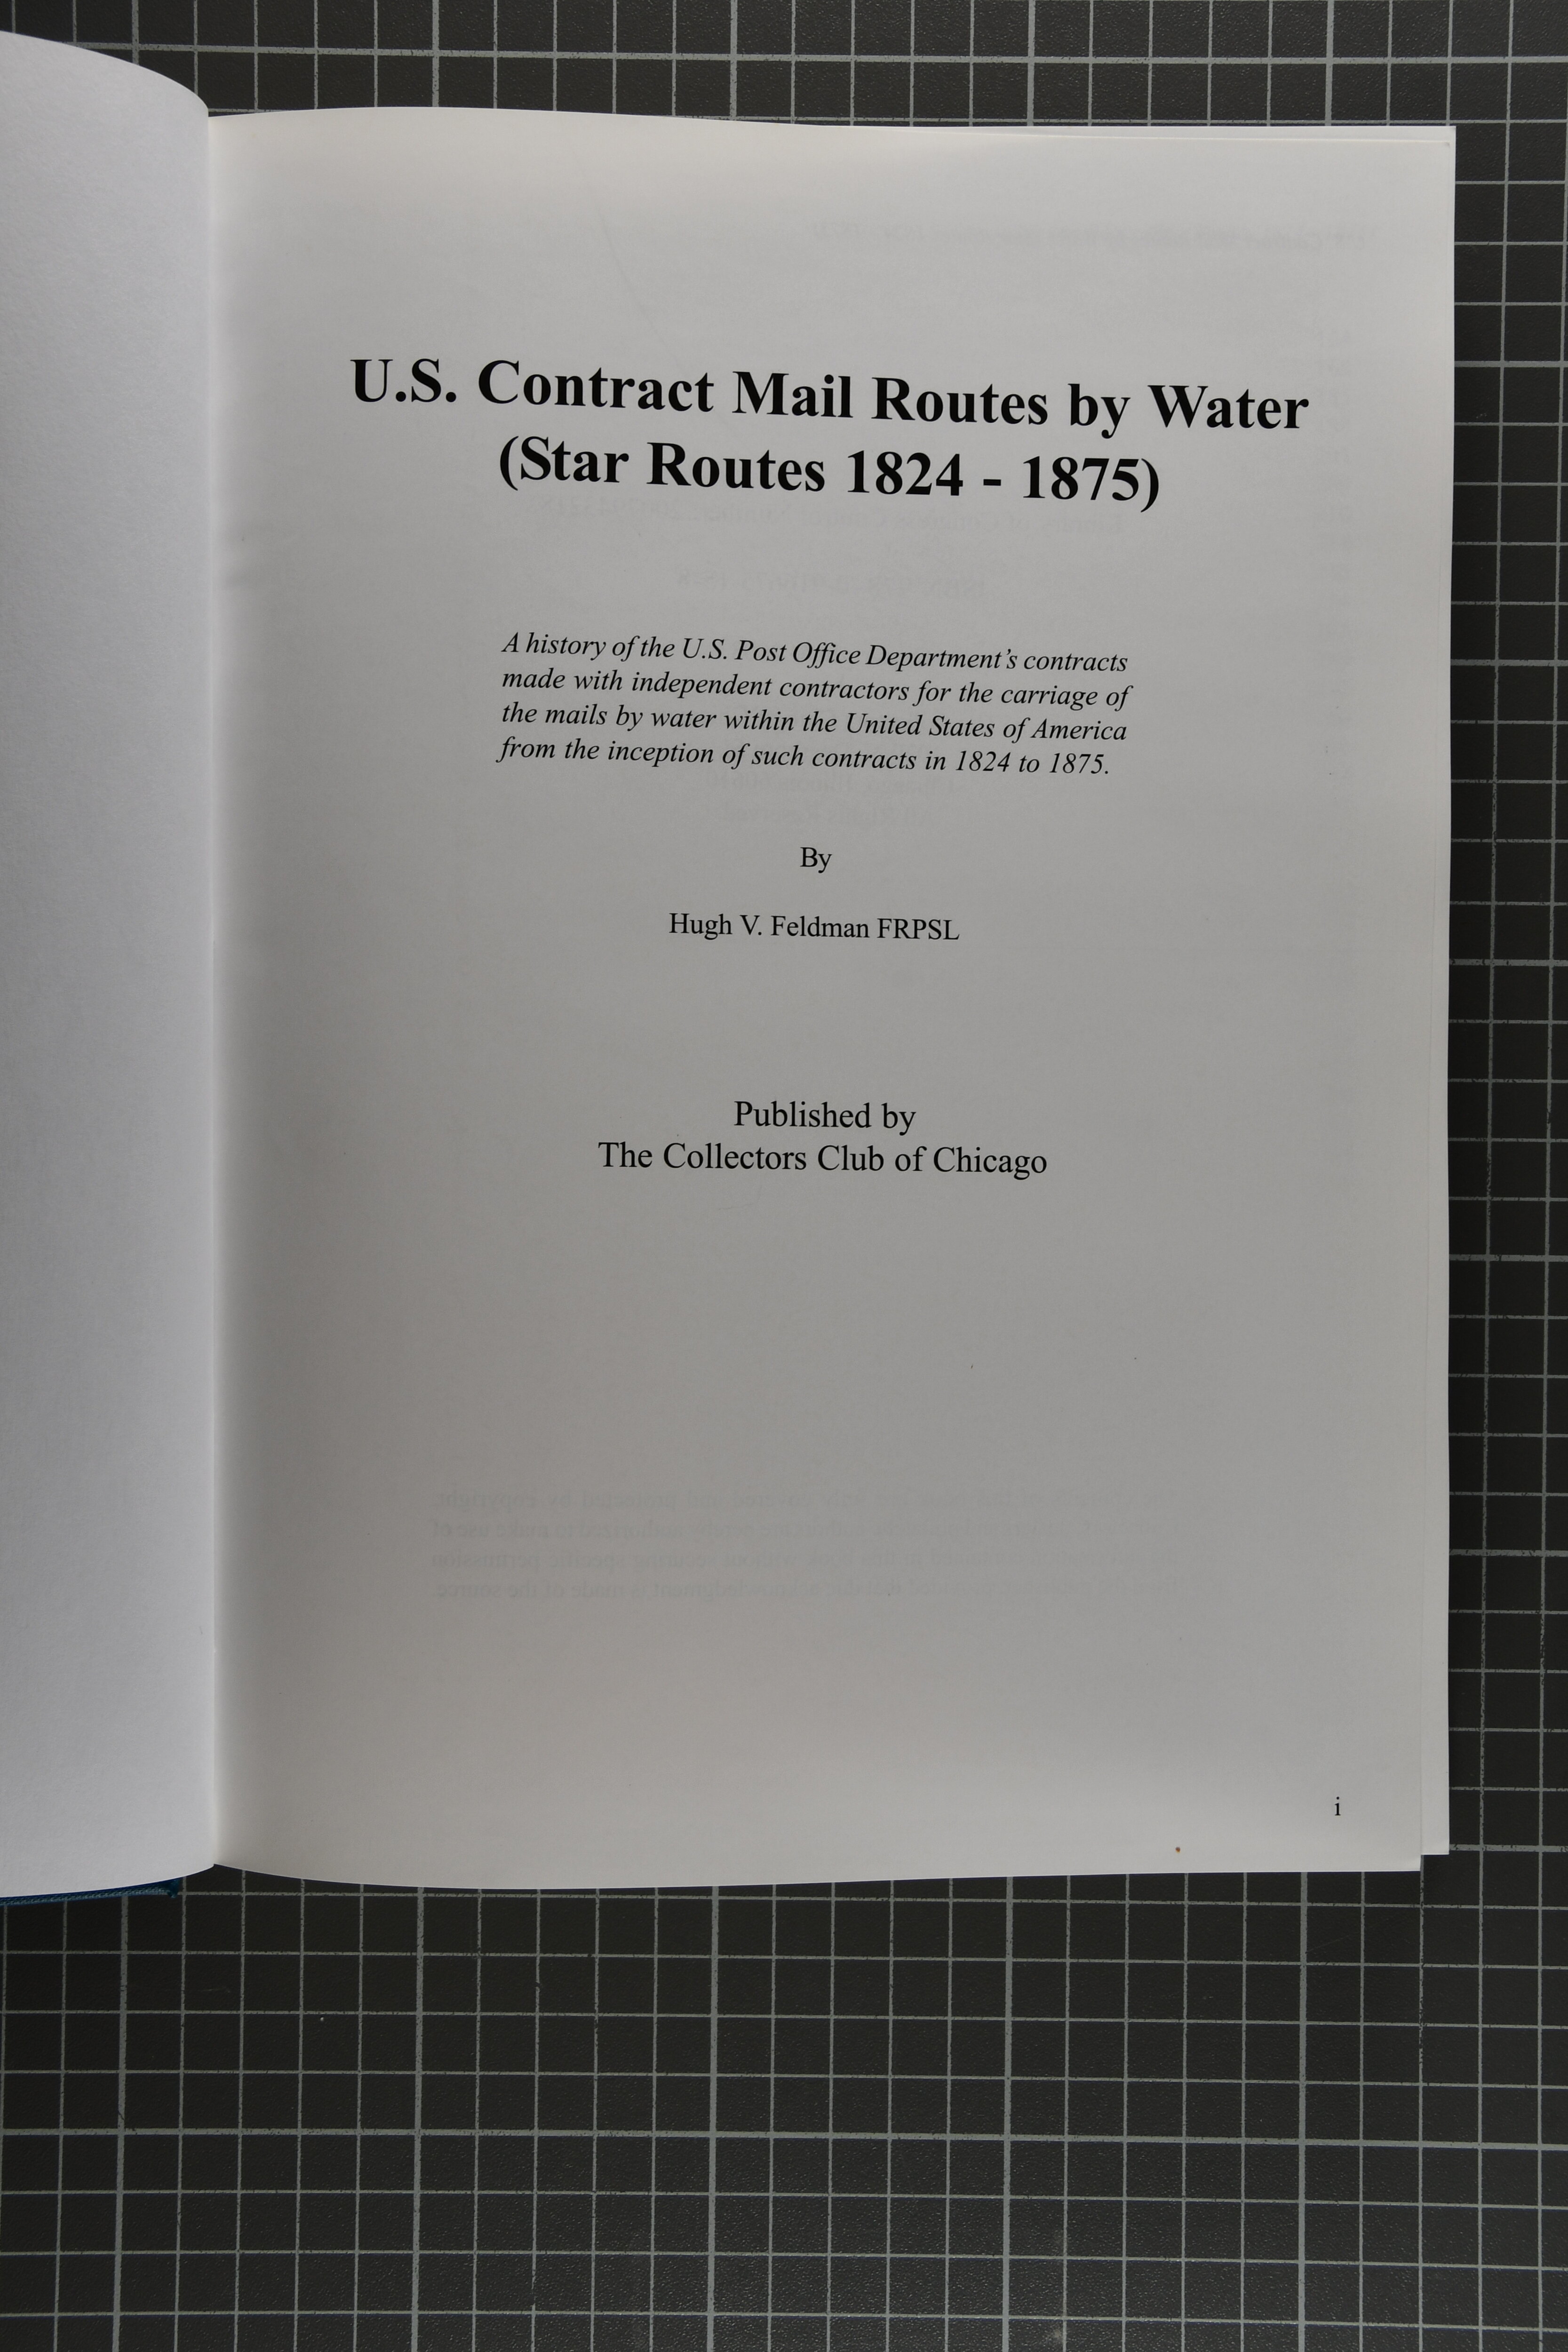 U.S. Contract Mail Routes by Water
(Star Routes 1824 - 1875)
A history of the U.S. Post Office Department's contracts
made with independent contractors for the carriage of
the mails by water within the United States of America
from the inception of such contracts in 1824 to 1875.
By
Hugh V. Feldman FRPSL
Published by
The Collectors Club of Chicago
i